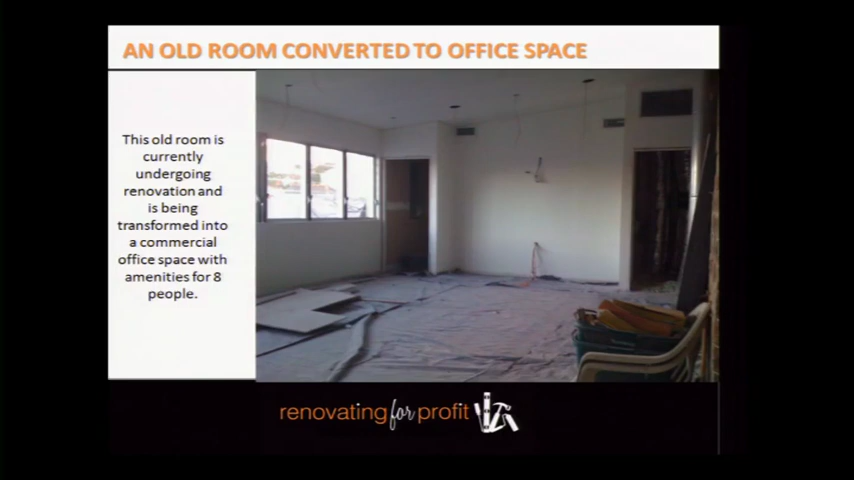 AN OLD ROOM CONVERTED TO OFFICE SPACE
This old room is
currently
undergoing
renovation and
is being
transformed into
a commercial
office space with
amenities for 8
people.
renovating for profit